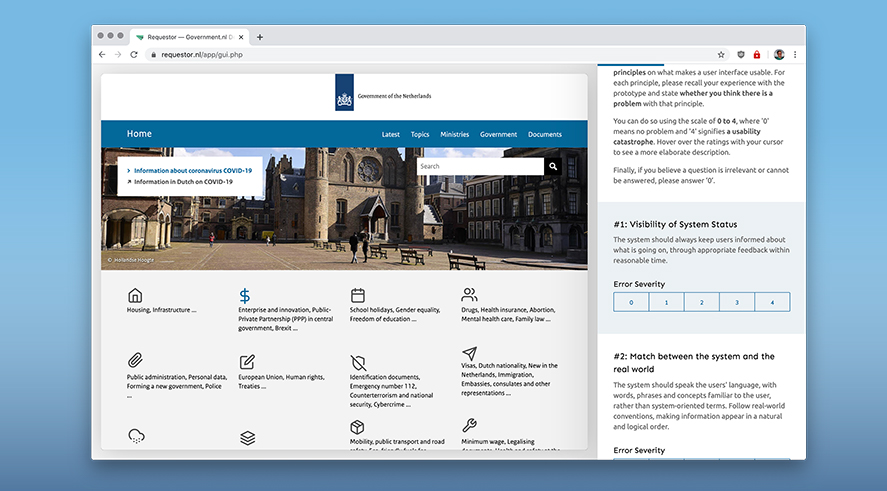 Requestor — Government.nl D
requestor.nl/app/gui.php
Government of the Netherlands
Home
Latest
Topics
Ministries
Government
Documents
Information about coronavirus COVID-19
Information in Dutch on COVID-19
Search
© Hollandse Hoogte
Housing, Infrastructure ...
Enterprise and innovation, Public-
Private Partnership (PPP) in central
government, Brexit ...
School holidays, Gender equality,
Freedom of education ...
Drugs, Health insurance, Abortion,
Mental health care, Family law ...
Public administration, Personal data,
Forming a new government, Police
...
European Union, Human rights,
Treaties ...
Identification documents,
Emergency number 112,
Counterterrorism and national
security, Cybercrime ...
Visas, Dutch nationality, New in the
Netherlands, Immigration,
Embassies, consulates and other
representations ...
Mobility, public transport and road
Minimum wage, Legalising
principles on what makes a user interface usable. For
each principle, please recall your experience with the
prototype and state whether you think there is a
problem with that principle.
You can do so using the scale of 0 to 4, where '0'
means no problem and '4' signifies a usability
catastrophe. Hover over the ratings with your cursor
to see a more elaborate description.
Finally, if you believe a question is irrelevant or cannot
be answered, please answer '0'.
#1: Visibility of System Status
The system should always keep users informed about
what is going on, through appropriate feedback within
reasonable time.
Error Severity
0 1 2 3 4
#2: Match between the system and the
real world
The system should speak the users' language, with
words, phrases and concepts familiar to the user,
rather than system-oriented terms. Follow real-world
conventions, making information appear in a natural
and logical order.
Error Severity